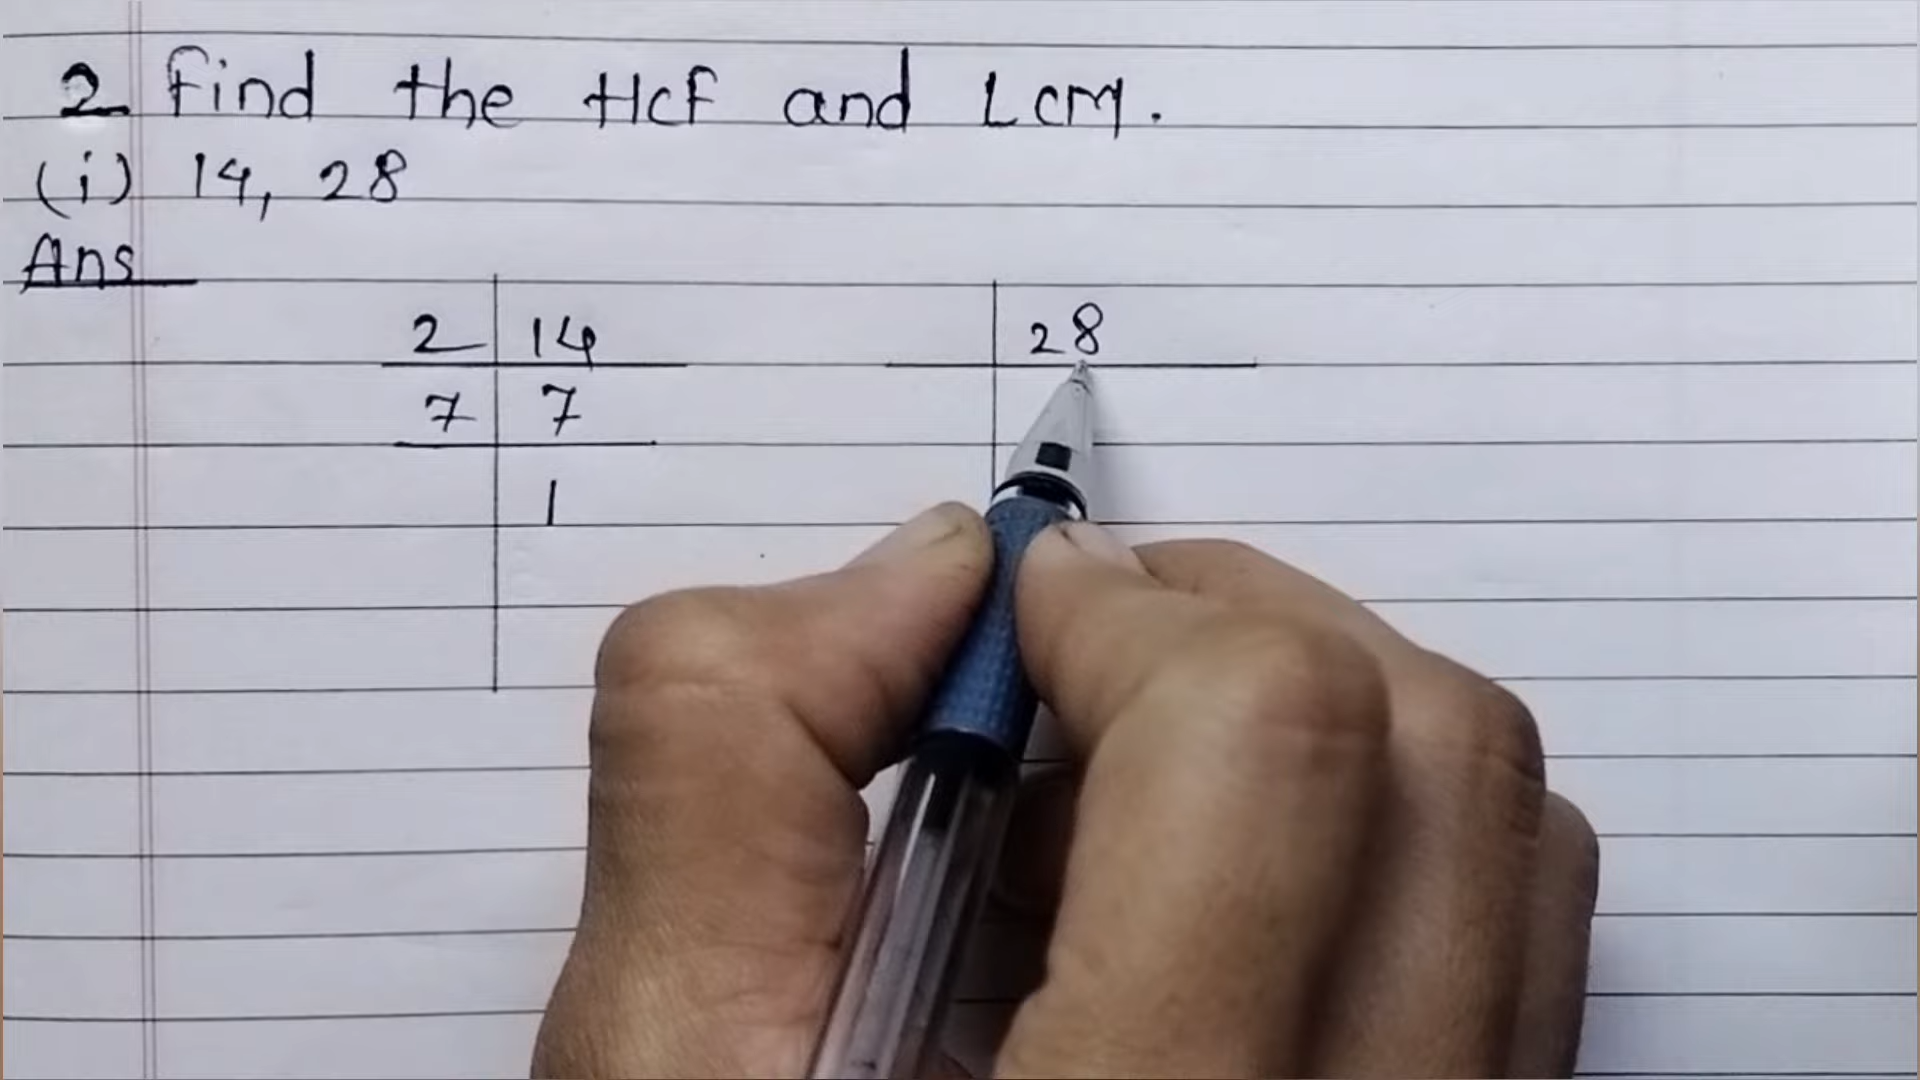 2 Find the HCF and LCM.
(i) 14, 28
Ans
2 14 28
7 7
1